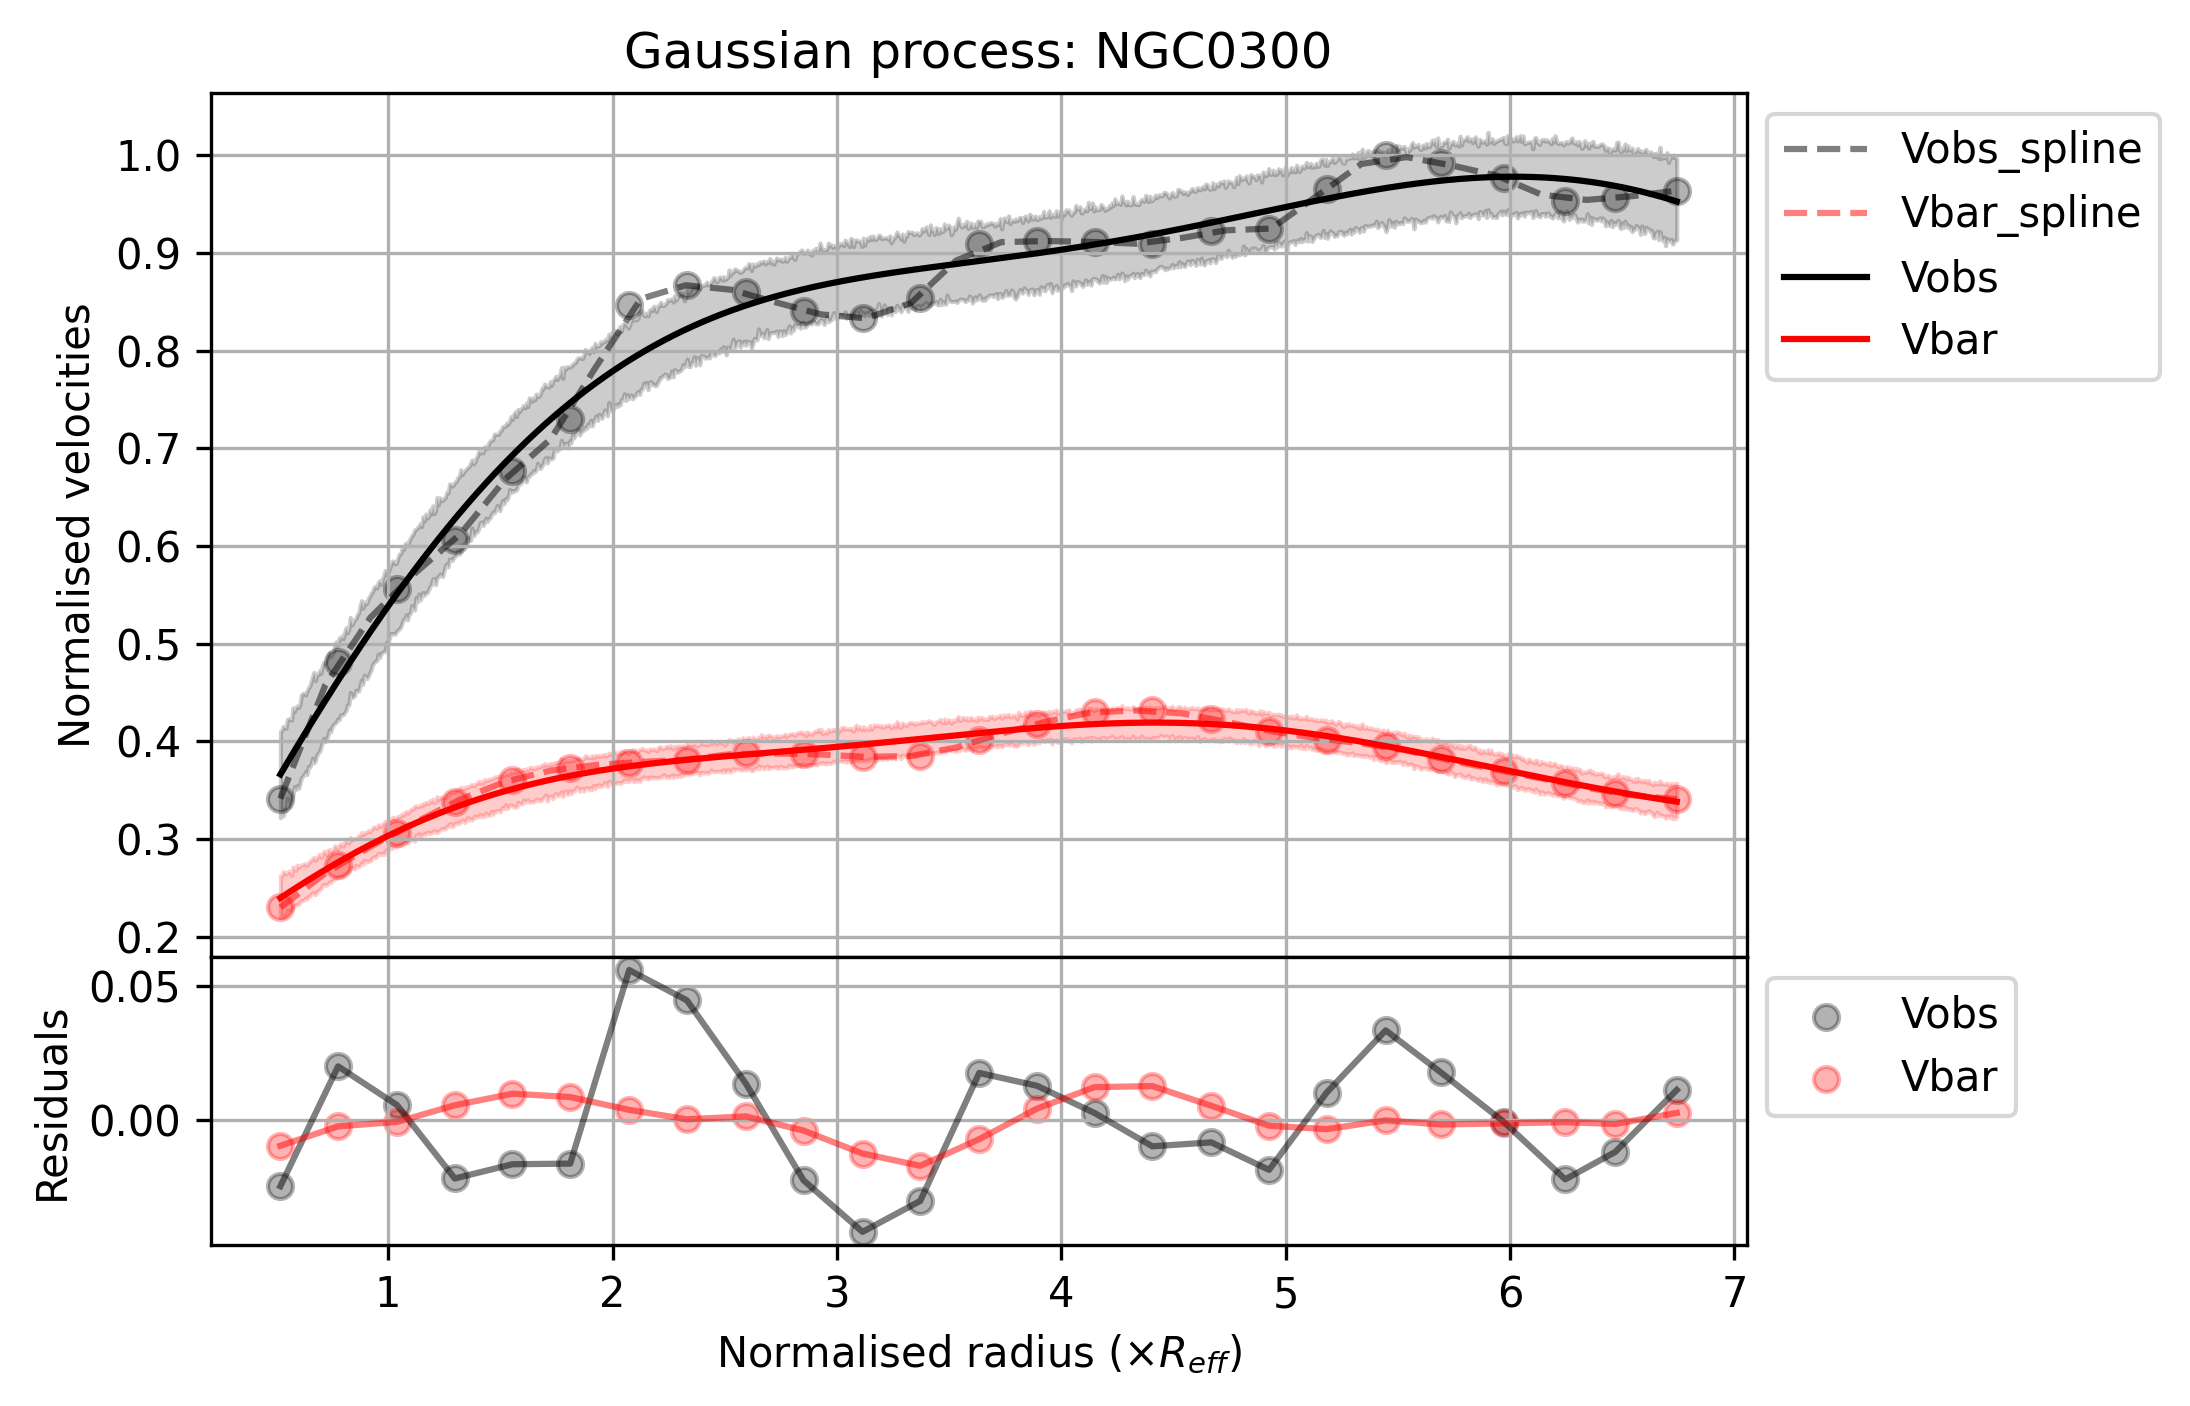 Gaussian process: NGC0300
Normalised velocities
1.0
0.9
0.8
0.7
0.6
0.5
0.4
0.3
0.2
Vobs_spline
Vbar_spline
Vobs
Vbar
Residuals
0.05
0.00
Vobs
Vbar
1 2 3 4 5 6 7
Normalised radius (×R_eff)